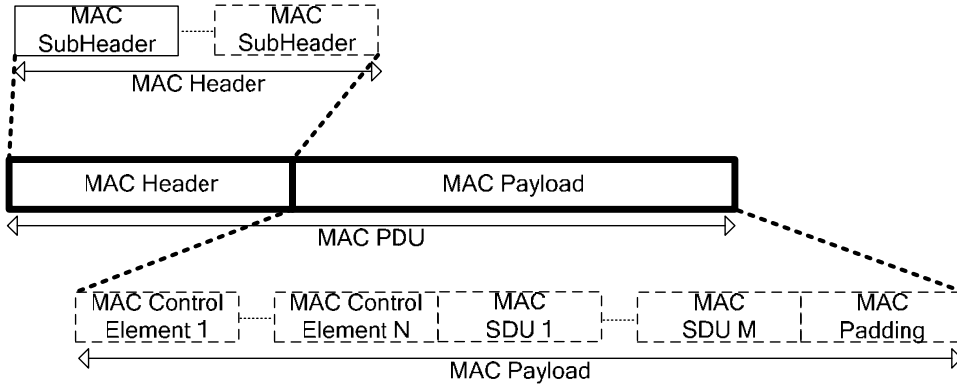 MAC
SubHeader
MAC
SubHeader
MAC Header
MAC Header
MAC Payload
MAC PDU
MAC Control
Element 1
MAC Control
Element N
MAC
SDU 1
MAC
SDU M
MAC
Padding
MAC Payload